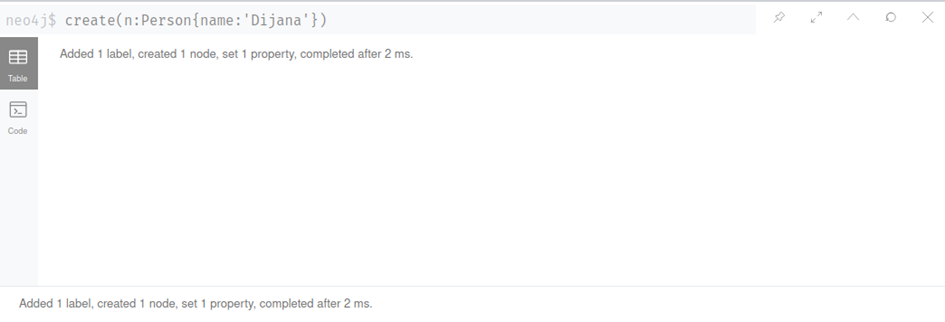 neo4j$ create(n:Person{name:'Dijana'})
Added 1 label, created 1 node, set 1 property, completed after 2 ms.
Table
Code
Added 1 label, created 1 node, set 1 property, completed after 2 ms.